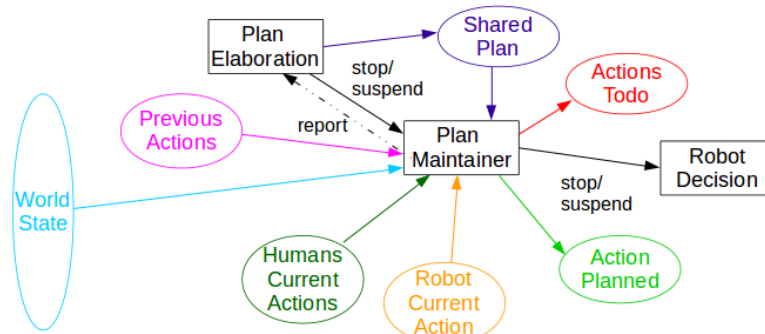 Plan
Elaboration
Shared
Plan
stop/
suspend
Actions
Todo
Previous
Actions
report
Plan
Maintainer
Robot
Decision
World
State
stop/
suspend
Humans
Current
Actions
Robot
Current
Action
Action
Planned